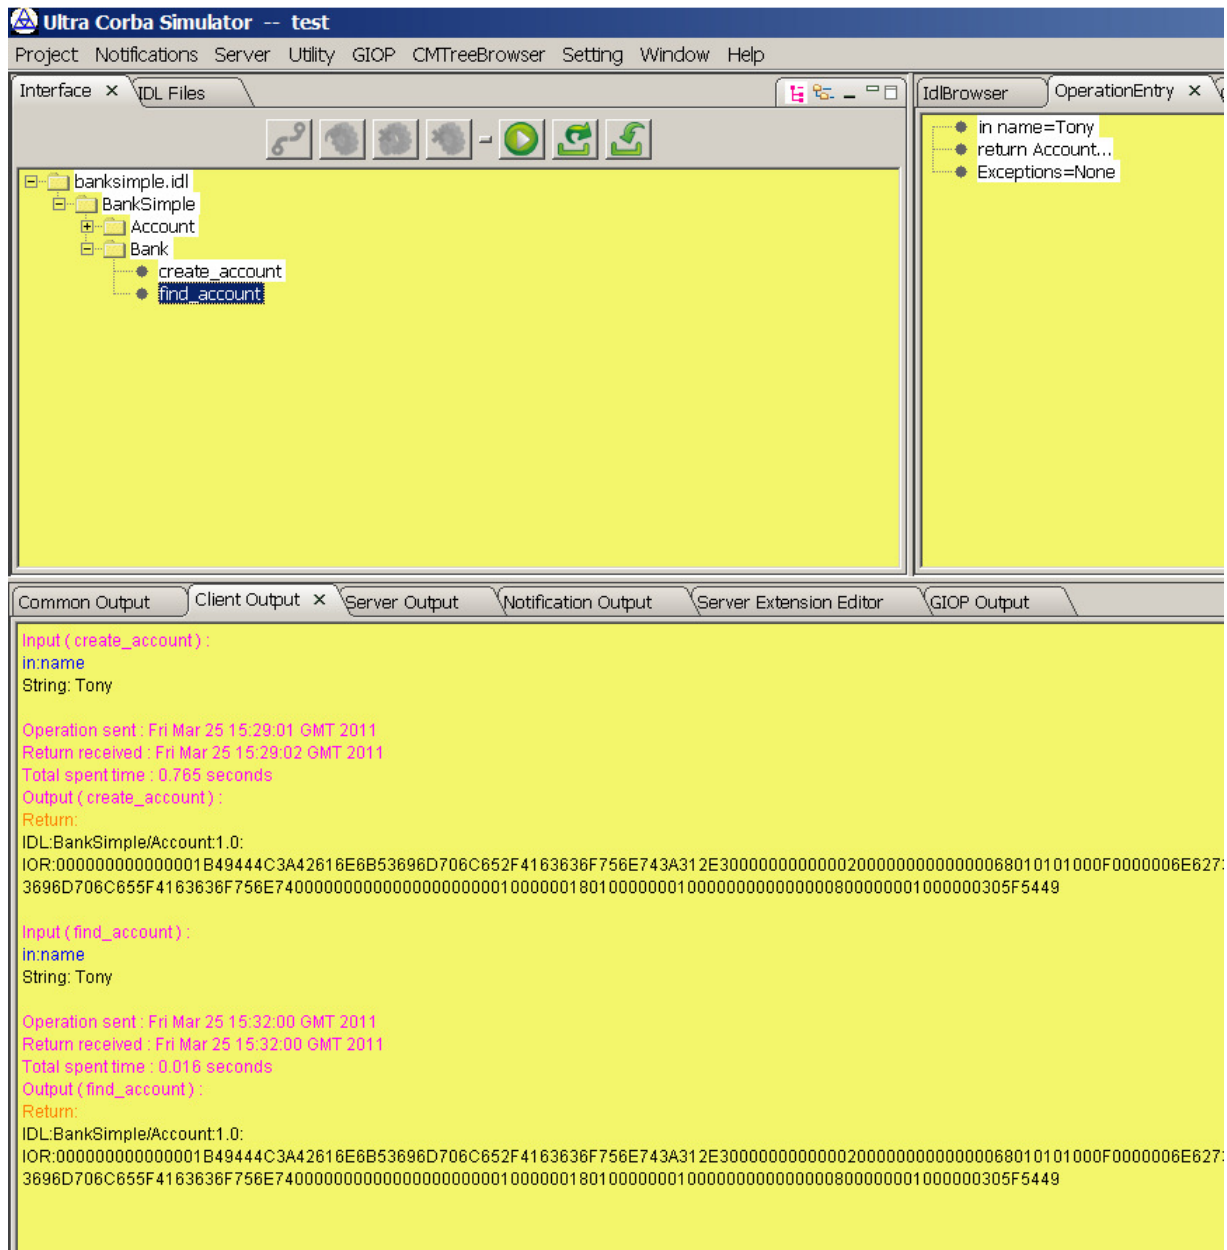 Ultra Corba Simulator -- test
Project Notifications Server Utility GIOP CMTreeBrowser Setting Window Help
Interface IDL Files
IdlBrowser OperationEntry
in name=Tony
return Account...
Exceptions=None
banksimple.idl
BankSimple
Account
Bank
create_account
find_account
Common Output Client Output Server Output Notification Output Server Extension Editor GIOP Output
Input ( create_account ) :
in:name
String: Tony
Operation sent : Fri Mar 25 15:29:01 GMT 2011
Return received : Fri Mar 25 15:29:02 GMT 2011
Total spent time : 0.765 seconds
Output ( create_account ) :
Return:
IDL:BankSimple/Account:1.0:
Input ( find_account ) :
in:name
String: Tony
Operation sent : Fri Mar 25 15:32:00 GMT 2011
Return received : Fri Mar 25 15:32:00 GMT 2011
Total spent time : 0.016 seconds
Output ( find_account ) :
Return:
IDL:BankSimple/Account:1.0: